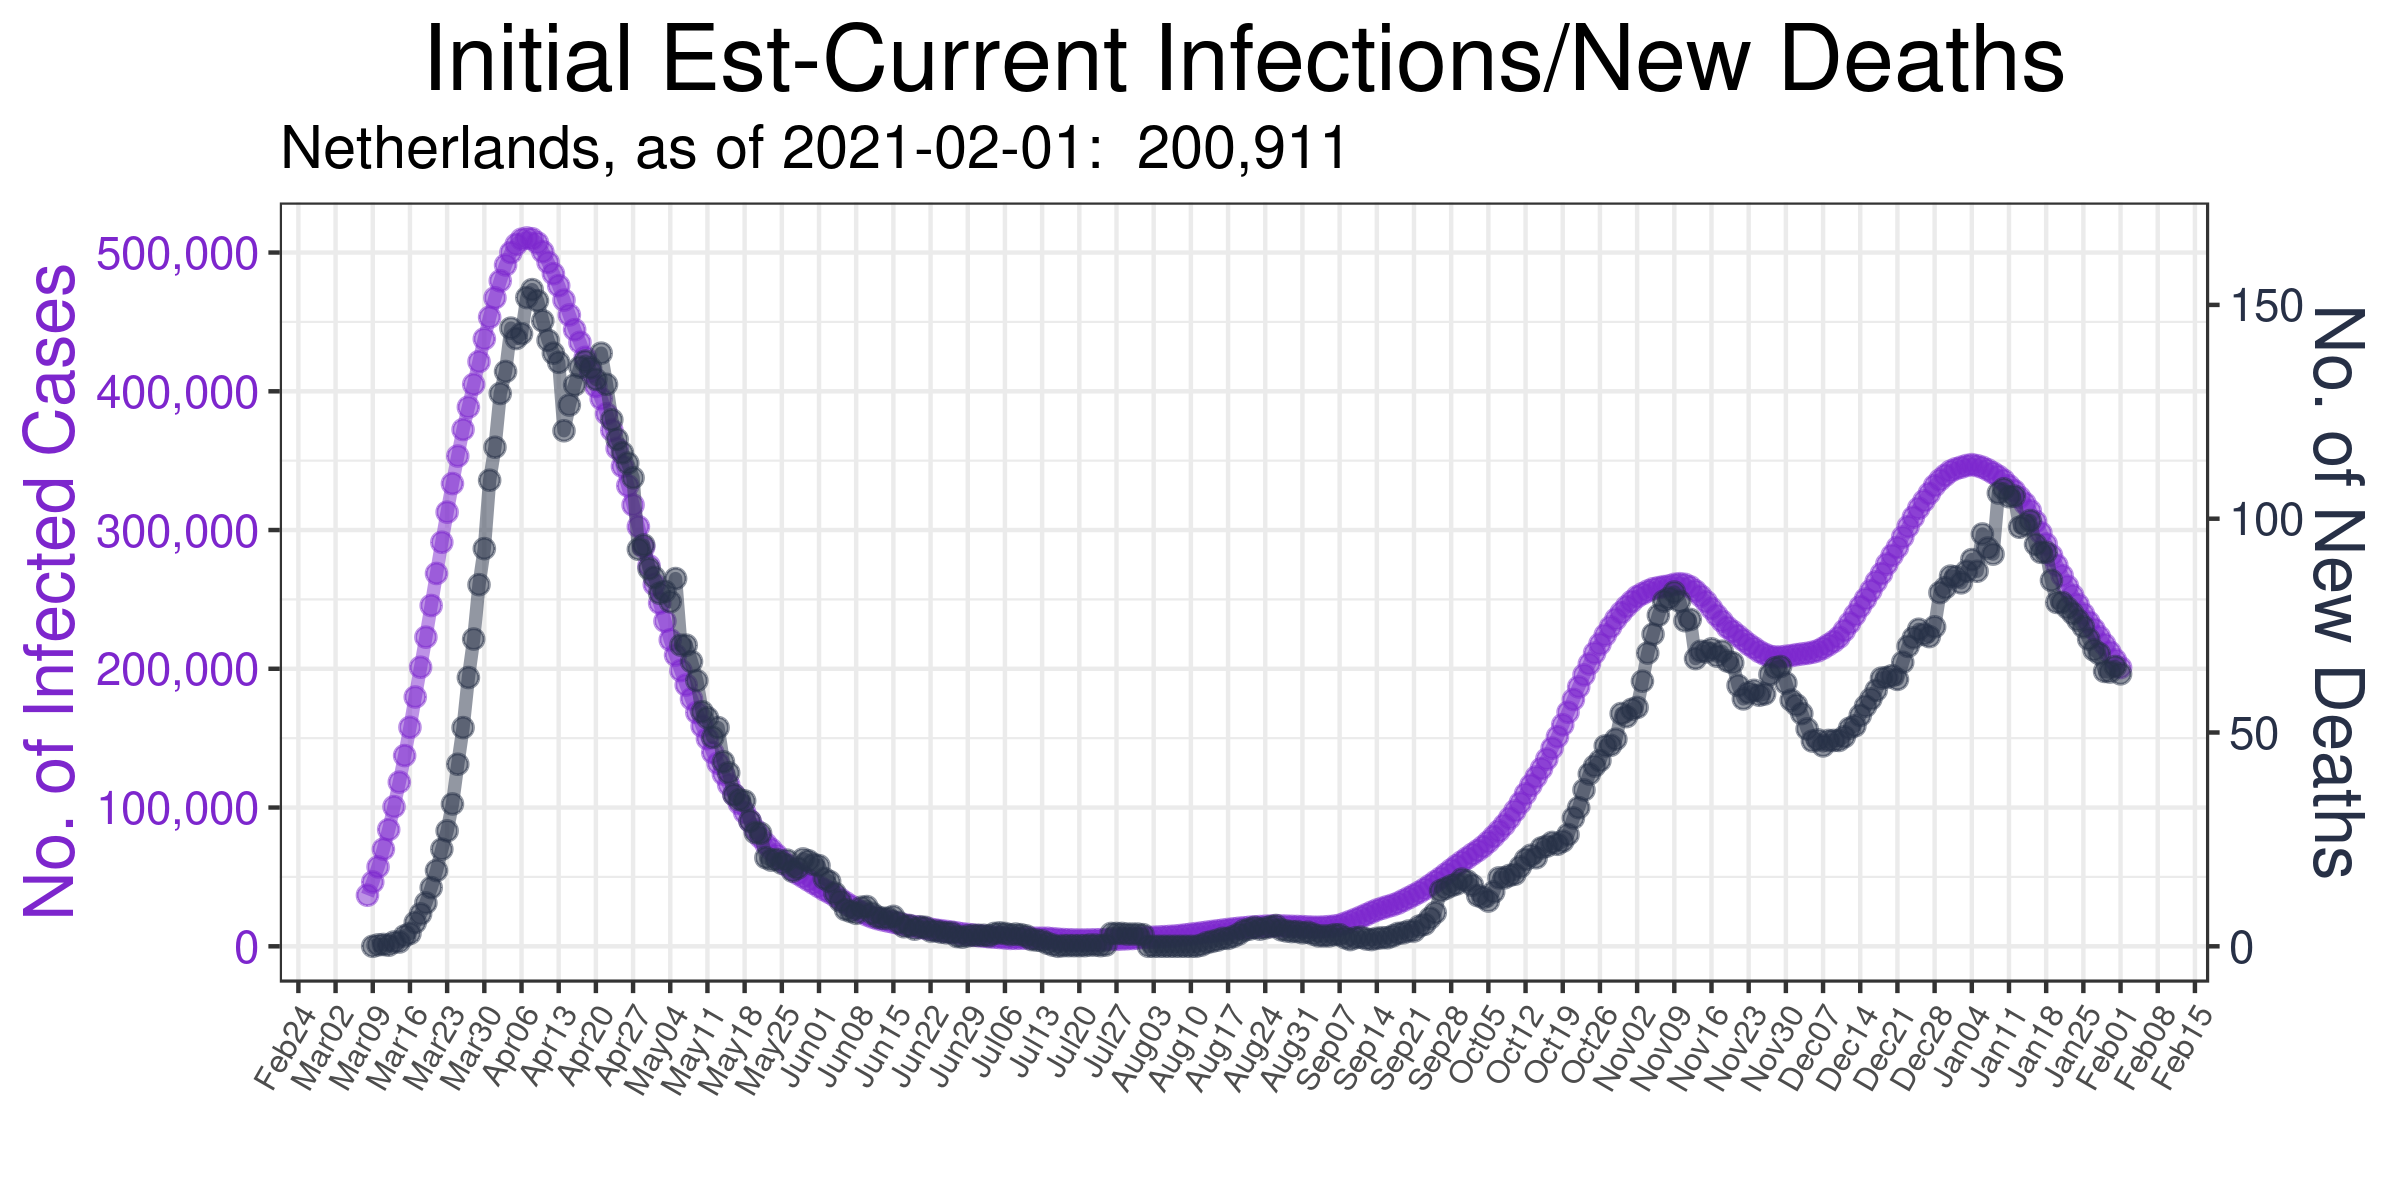 Initial Est-Current Infections/New Deaths
Netherlands, as of 2021-02-01: 200,911
No. of Infected Cases
500,000
400,000
300,000
200,000
100,000
0
150
100
50
0
No. of New Deaths
Feb24
Mar02
Mar09
Mar16
Mar23
Mar30
Apr06
Apr13
Apr20
Apr27
May04
May11
May18
May25
Jun01
Jun08
Jun15
Jun22
Jun29
Jul06
Jul13
Jul20
Jul27
Aug03
Aug10
Aug17
Aug24
Aug31
Sep07
Sep14
Sep21
Sep28
Oct05
Oct12
Oct19
Oct26
Nov02
Nov09
Nov16
Nov23
Nov30
Dec07
Dec14
Dec21
Dec28
Jan04
Jan11
Jan18
Jan25
Feb01
Feb08
Feb15